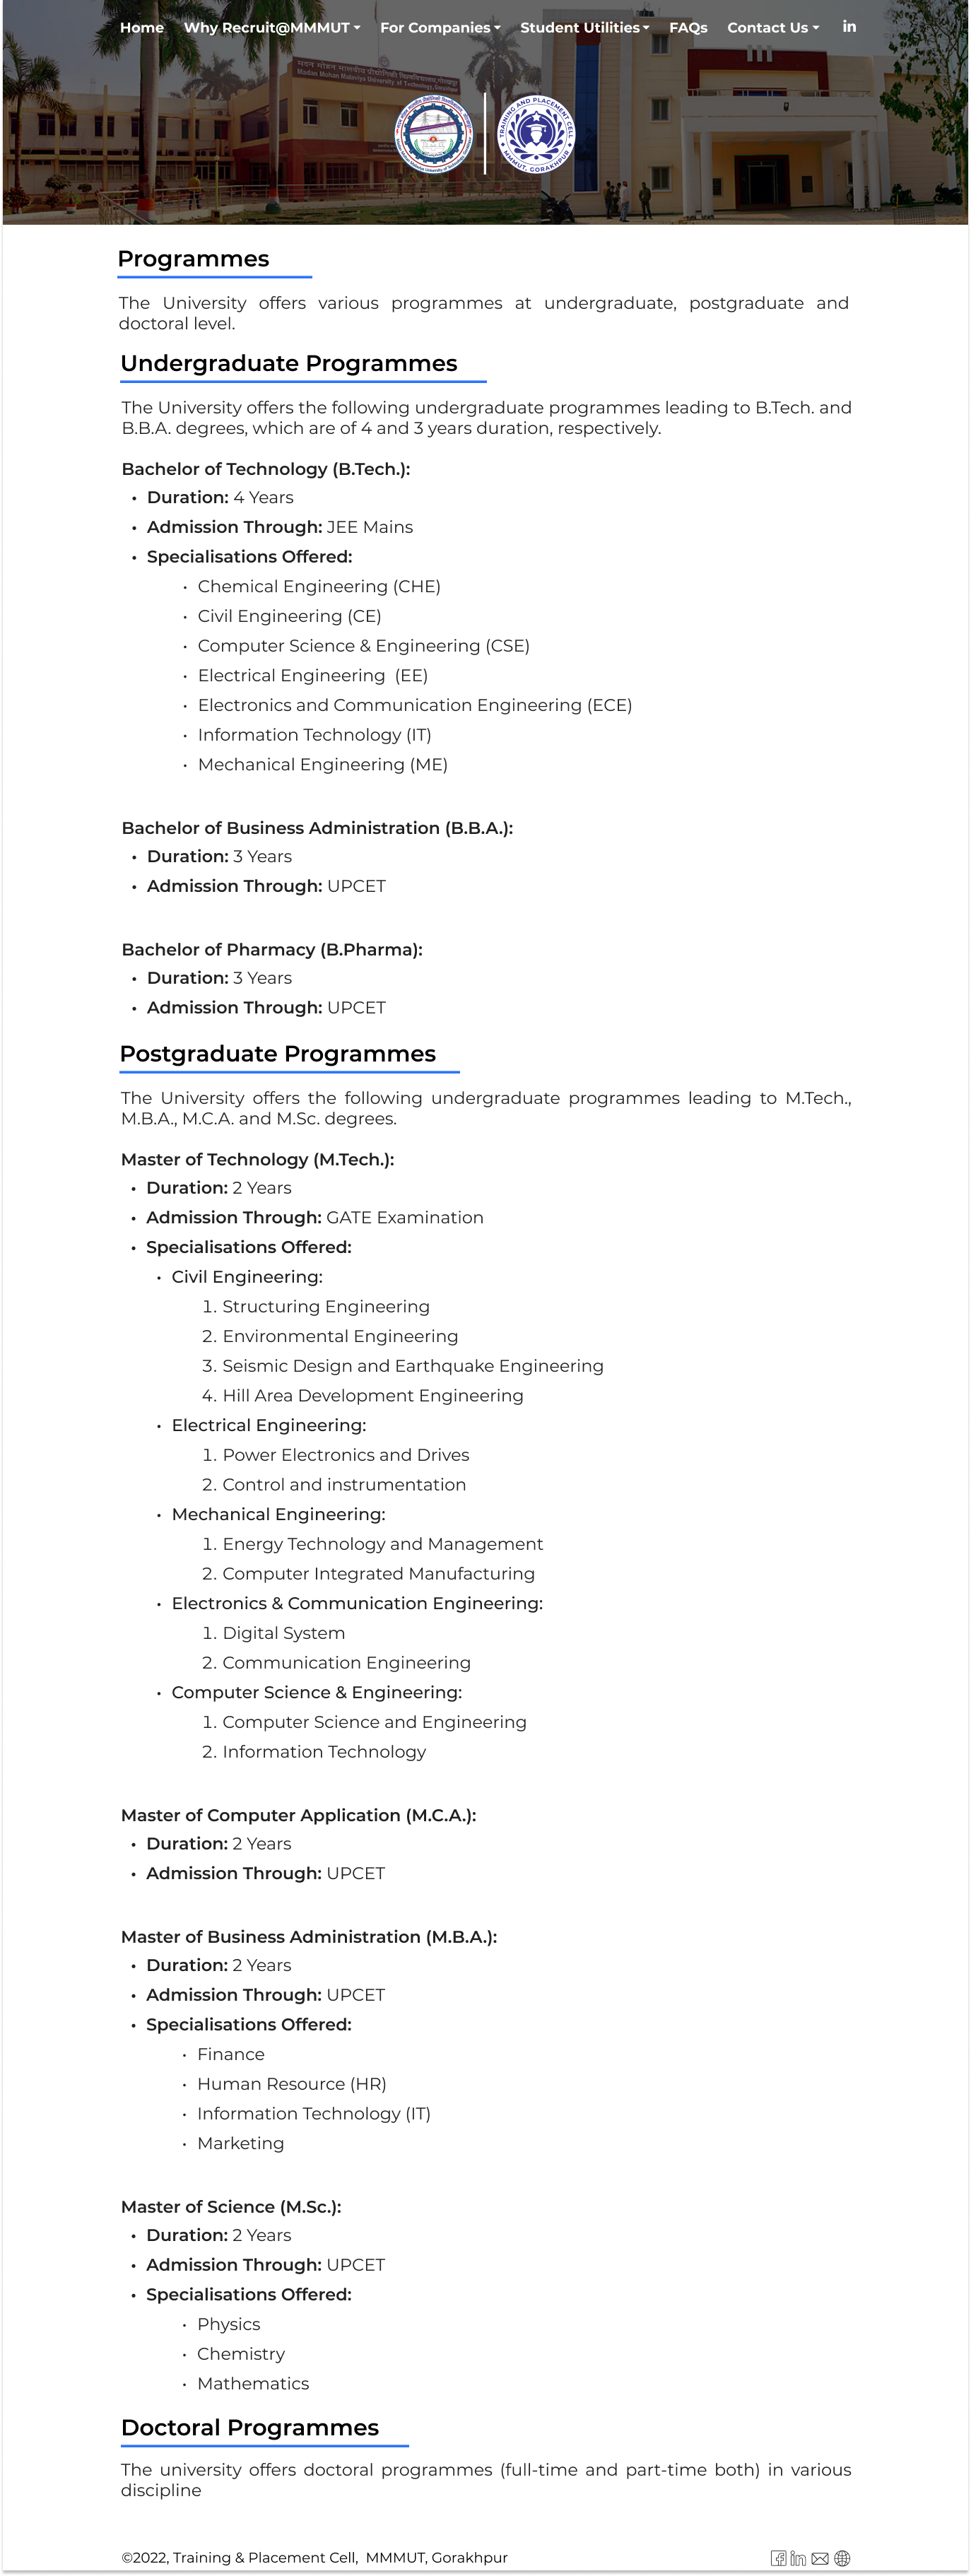 Home Why Recruit@MMMUT For Companies Student Utilities FAQs Contact Us in
मदन मोहन मालवीय प्रौद्योगिकी विश्वविद्यालय
Madan Mohan Malaviya University of Technology, Gorakhpur
TRAINING AND PLACEMENT CELL
MMMUT, GORAKHPUR
Programmes
The University offers various programmes at undergraduate, postgraduate and
doctoral level.
Undergraduate Programmes
The University offers the following undergraduate programmes leading to B.Tech. and
B.B.A. degrees, which are of 4 and 3 years duration, respectively.
Bachelor of Technology (B.Tech.):
• Duration: 4 Years
• Admission Through: JEE Mains
• Specialisations Offered:
• Chemical Engineering (CHE)
• Civil Engineering (CE)
• Computer Science & Engineering (CSE)
• Electrical Engineering (EE)
• Electronics and Communication Engineering (ECE)
• Information Technology (IT)
• Mechanical Engineering (ME)
Bachelor of Business Administration (B.B.A.):
• Duration: 3 Years
• Admission Through: UPCET
Bachelor of Pharmacy (B.Pharma):
• Duration: 3 Years
• Admission Through: UPCET
Postgraduate Programmes
The University offers the following undergraduate programmes leading to M.Tech.,
M.B.A., M.C.A. and M.Sc. degrees.
Master of Technology (M.Tech.):
• Duration: 2 Years
• Admission Through: GATE Examination
• Specialisations Offered:
• Civil Engineering:
1. Structuring Engineering
2. Environmental Engineering
3. Seismic Design and Earthquake Engineering
4. Hill Area Development Engineering
• Electrical Engineering:
1. Power Electronics and Drives
2. Control and instrumentation
• Mechanical Engineering:
1. Energy Technology and Management
2. Computer Integrated Manufacturing
• Electronics & Communication Engineering:
1. Digital System
2. Communication Engineering
• Computer Science & Engineering:
1. Computer Science and Engineering
2. Information Technology
Master of Computer Application (M.C.A.):
• Duration: 2 Years
• Admission Through: UPCET
Master of Business Administration (M.B.A.):
• Duration: 2 Years
• Admission Through: UPCET
• Specialisations Offered:
• Finance
• Human Resource (HR)
• Information Technology (IT)
• Marketing
Master of Science (M.Sc.):
• Duration: 2 Years
• Admission Through: UPCET
• Specialisations Offered:
• Physics
• Chemistry
• Mathematics
Doctoral Programmes
The university offers doctoral programmes (full-time and part-time both) in various
discipline
©2022, Training & Placement Cell, MMMUT, Gorakhpur